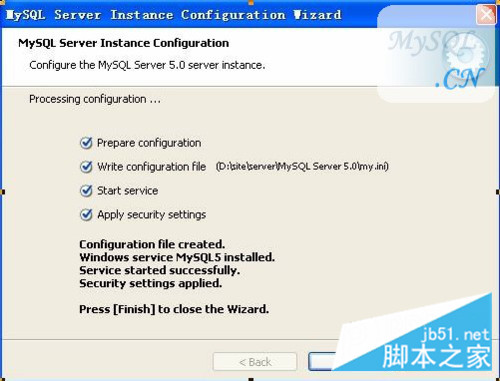 MySQL Server Instance Configuration Wizard
MySQL Server Instance Configuration
Configure the MySQL Server 5.0 server instance.
MySQL
.CN
Processing configuration ...
Prepare configuration
Write configuration file (D:\site\server\MySQL Server 5.0\my.ini)
Start service
Apply security settings
Configuration file created.
Windows service MySQL5 installed.
Service started successfully.
Security settings applied.
Press [Finish] to close the Wizard.
jb51.net
脚本之家
< Back